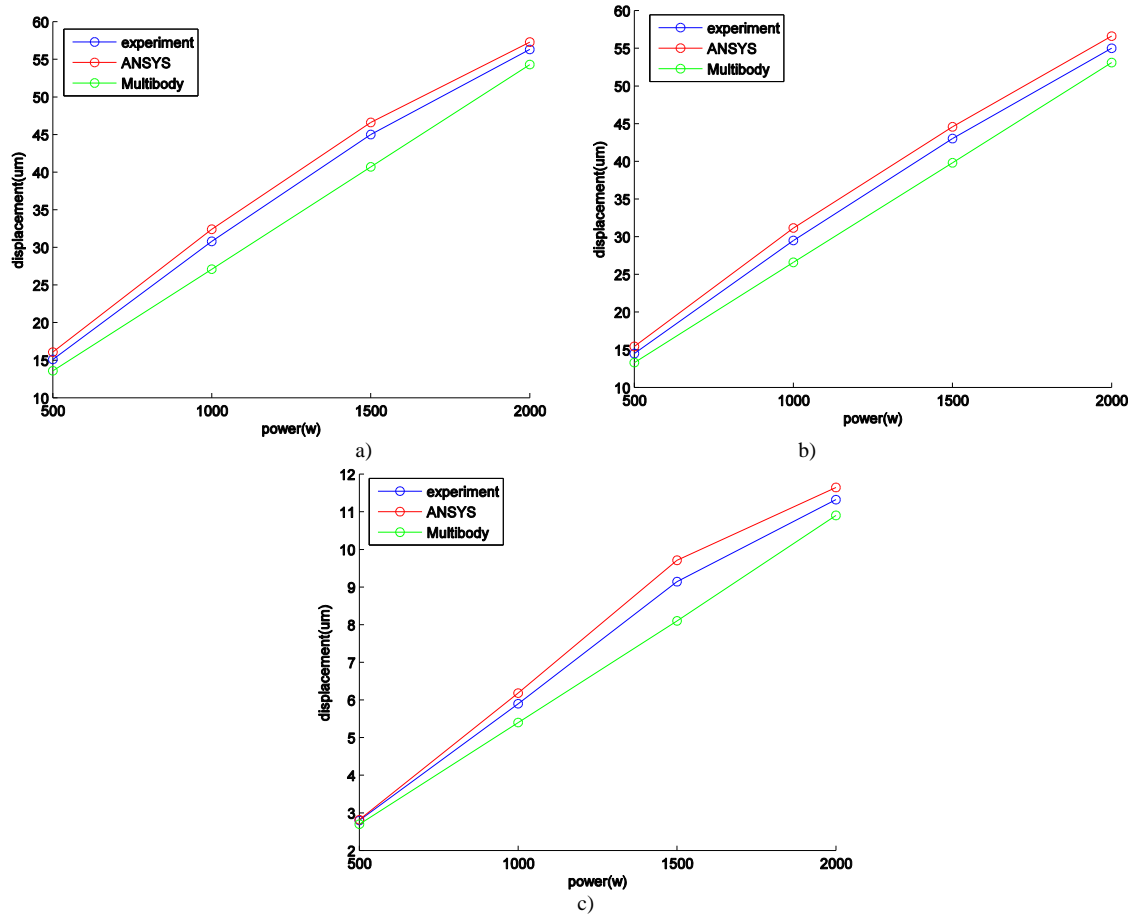 60
55
50
45
40
35
30
25
20
15
10
displacement(um)
experiment
ANSYS
Multibody
500
1000
1500
2000
power(w)
a)
60
55
50
45
40
35
30
25
20
15
10
displacement(um)
experiment
ANSYS
Multibody
500
1000
1500
2000
power(w)
b)
12
11
10
9
8
7
6
5
4
3
2
displacement(um)
experiment
ANSYS
Multibody
500
1000
1500
2000
power(w)
c)